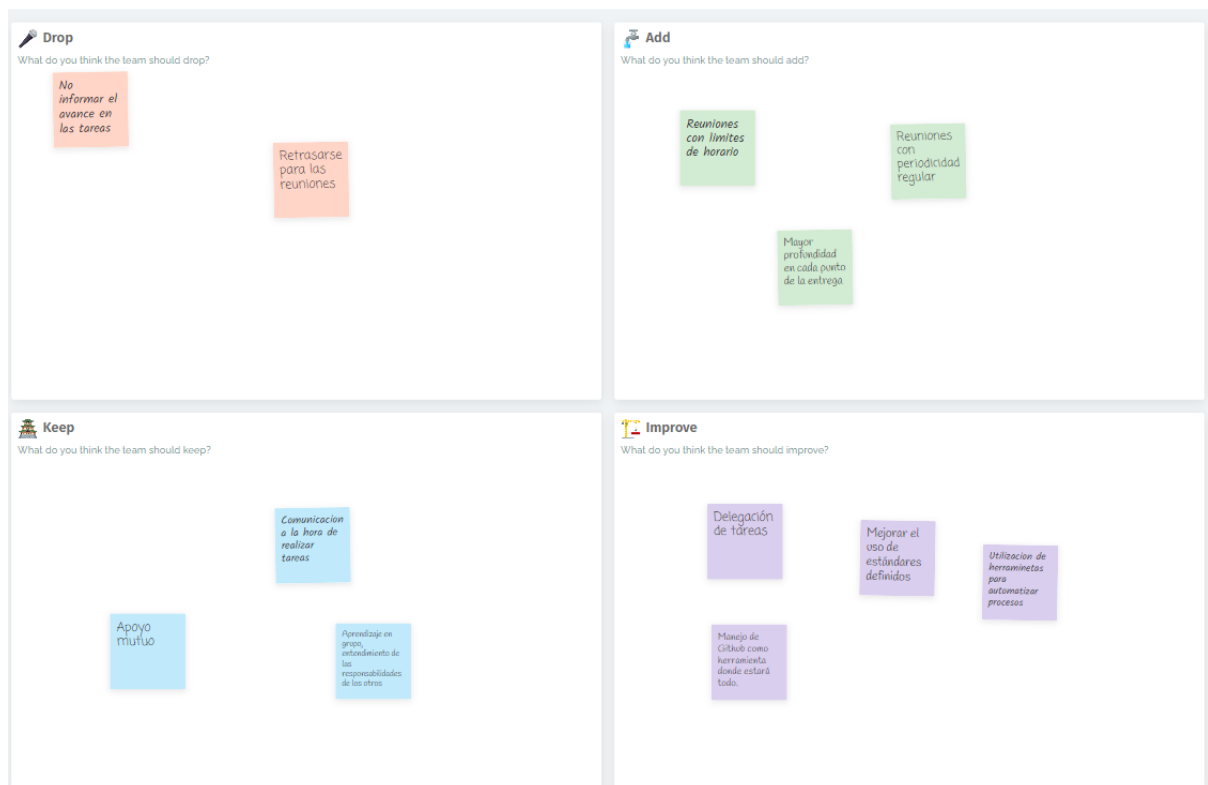 Drop
What do you think the team should drop?
No
informar el
avance en
las tareas
Retrasarse
para las
reuniones
Add
What do you think the team should add?
Reuniones
con limites
de horario
Reuniones
con
periodicidad
regular
Mayor
profundidad
en cada punto
de la entrega
Keep
What do you think the team should keep?
Comunicacion
a la hora de
realizar
tareas
Apoyo
mutuo
Aprendizaje en
grupo,
entendimiento de
las
responsabilidades
de los otros
Improve
What do you think the team should improve?
Delegación
de tareas
Mejorar el
uso de
estándares
definidos
Utilizacion de
herraminetas
para
automatizar
procesos
Manejo de
Github como
herramienta
donde estará
todo.